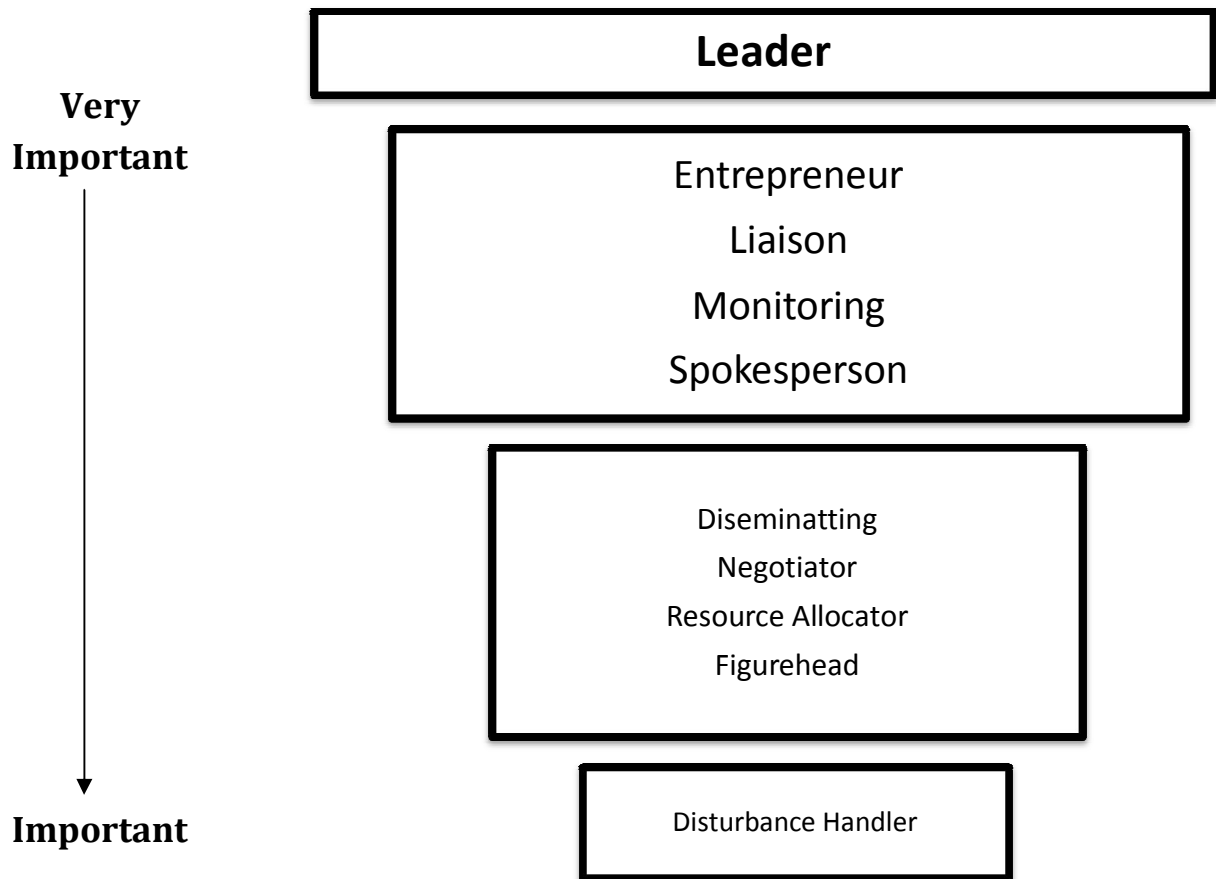 Leader
Very
Important
Entrepreneur
Liaison
Monitoring
Spokesperson
Diseminatting
Negotiator
Resource Allocator
Figurehead
Disturbance Handler
Important